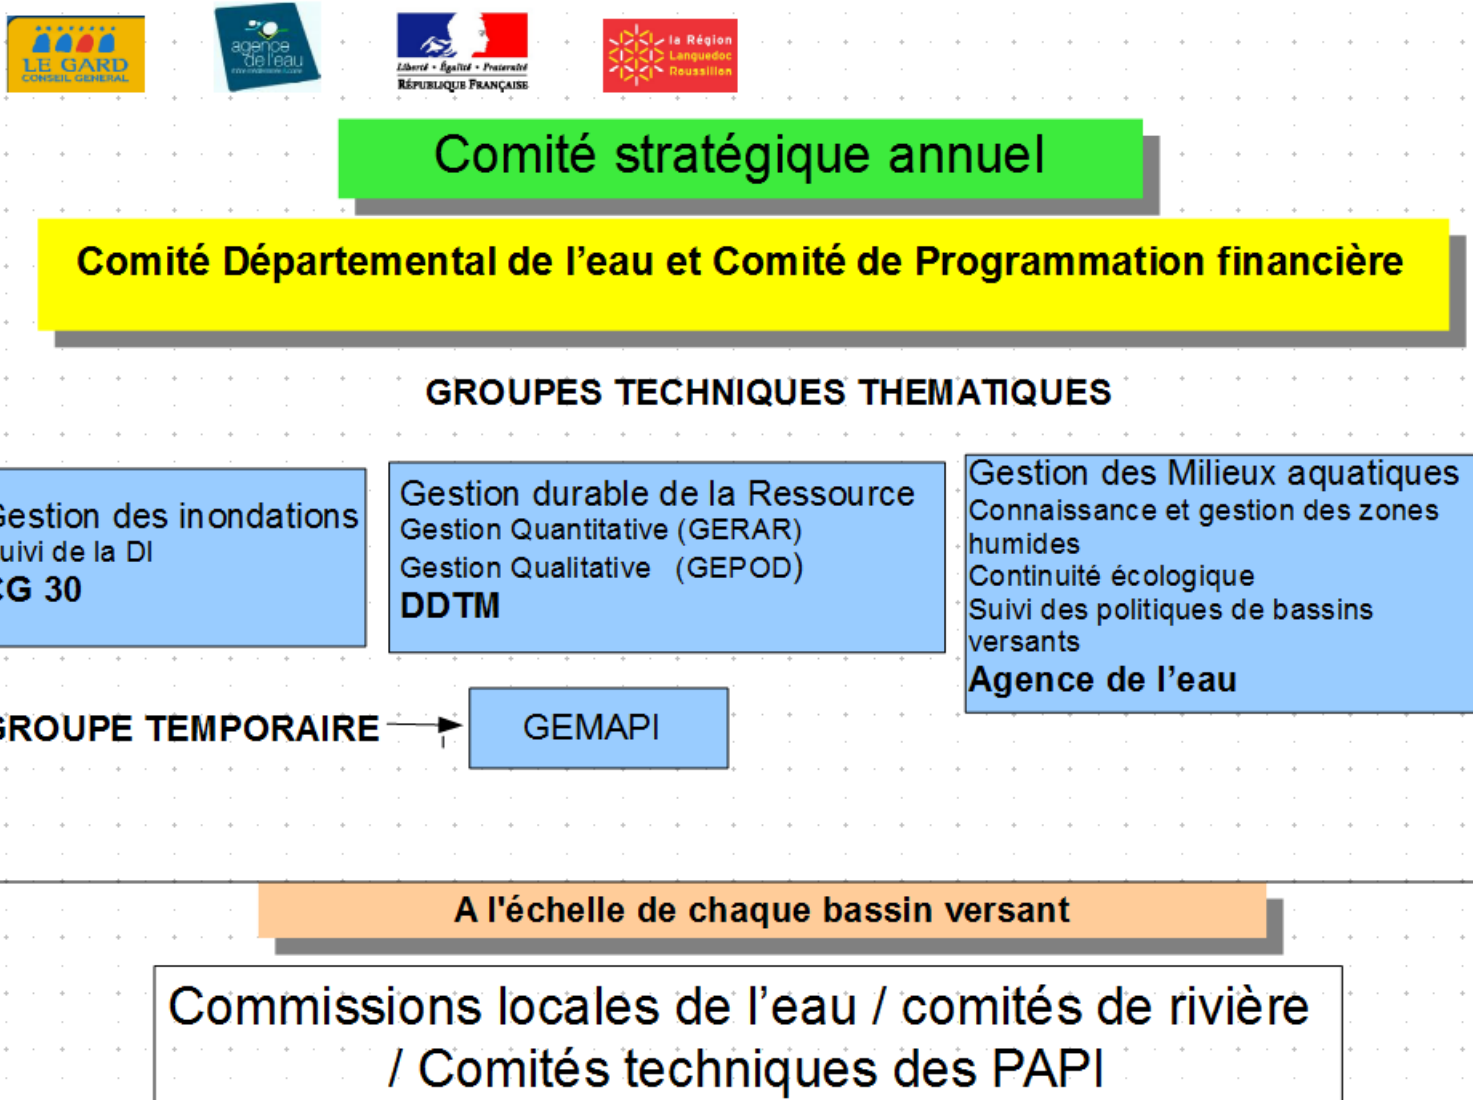 LE GARD
CONSEIL GENERAL
agence
de l'eau
Liberté • Égalité • Fraternité
RÉPUBLIQUE FRANÇAISE
la Région
Languedoc
Roussillon
Comité stratégique annuel
Comité Départemental de l'eau et Comité de Programmation financière
GROUPES TECHNIQUES THEMATIQUES
Gestion des inondations
uivi de la DI
CG 30
Gestion durable de la Ressource
Gestion Quantitative (GERAR)
Gestion Qualitative (GEPOD)
DDTM
Gestion des Milieux aquatiques
Connaissance et gestion des zones
humides
Continuité écologique
Suivi des politiques de bassins
versants
Agence de l'eau
GROUPE TEMPORAIRE
GEMAPI
A l'échelle de chaque bassin versant
Commissions locales de l'eau / comités de rivière
/ Comités techniques des PAPI